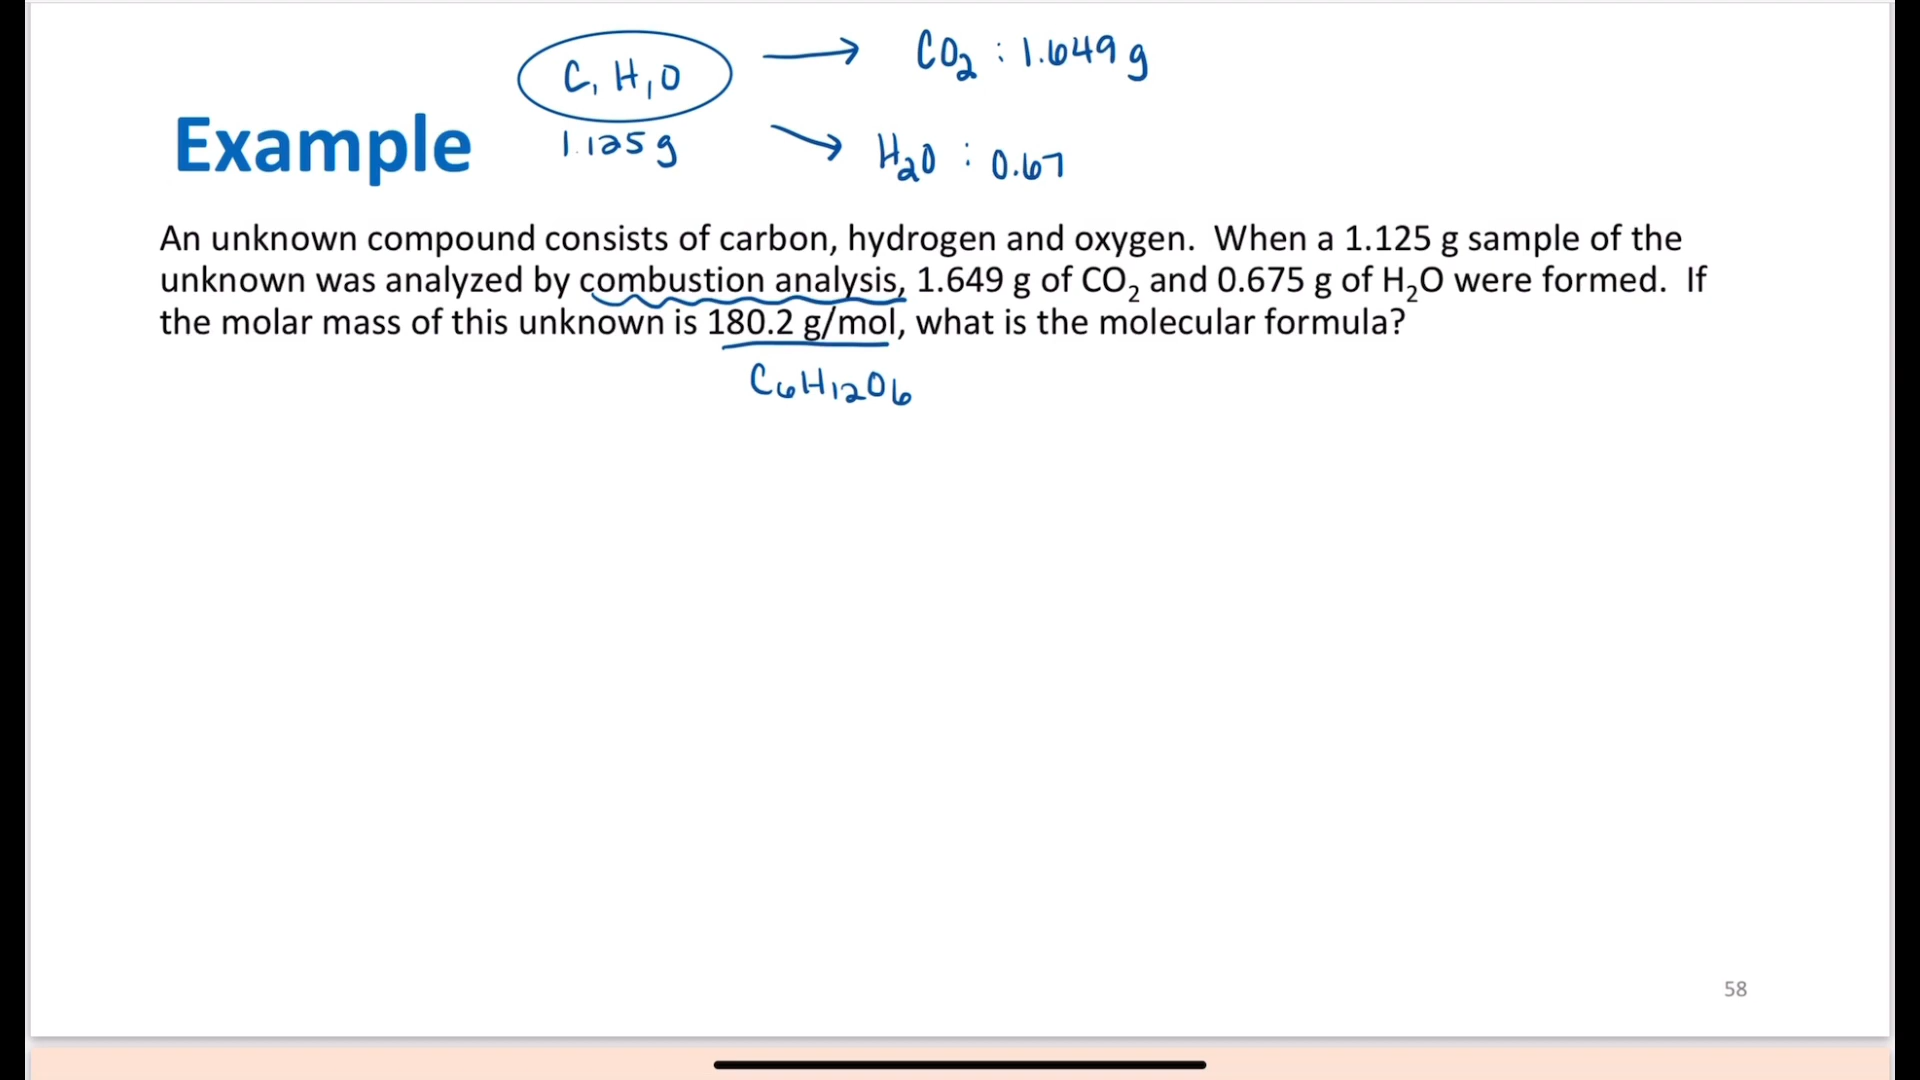 C, H, O → CO₂ : 1.649 g
Example
1.125 g → H₂O : 0.67
An unknown compound consists of carbon, hydrogen and oxygen. When a 1.125 g sample of the
unknown was analyzed by combustion analysis, 1.649 g of CO₂ and 0.675 g of H₂O were formed. If
the molar mass of this unknown is 180.2 g/mol, what is the molecular formula?
C₆H₁₂O₆
58